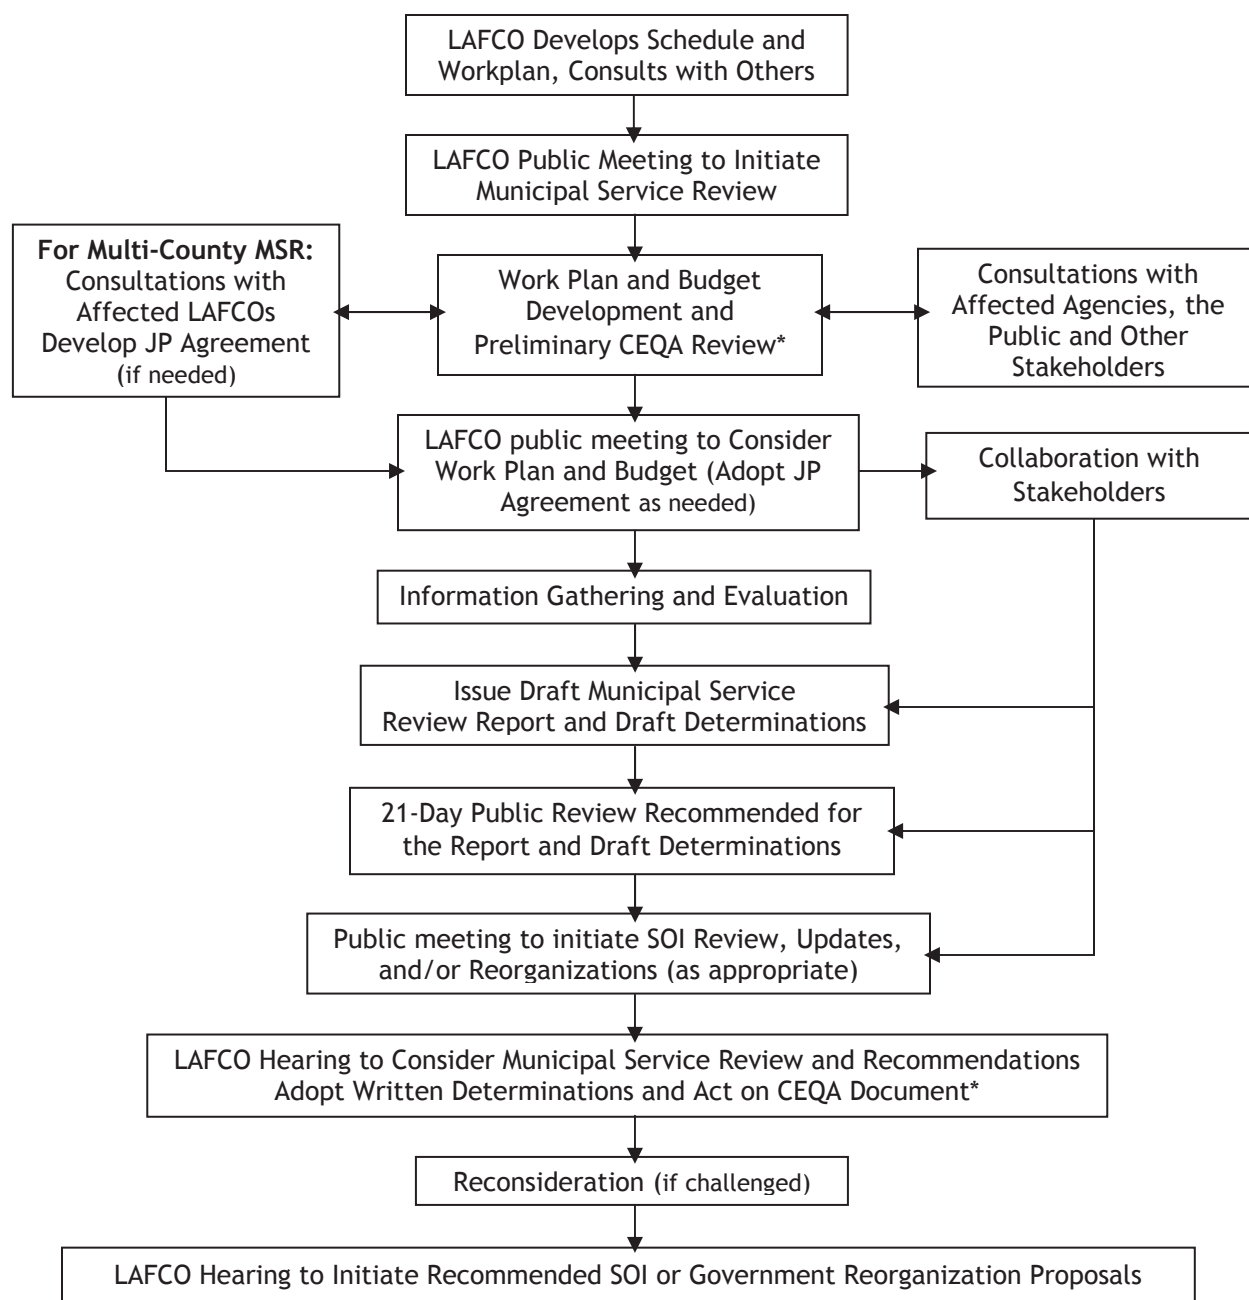 LAFCO Develops Schedule and
Workplan, Consults with Others
LAFCO Public Meeting to Initiate
Municipal Service Review
For Multi-County MSR:
Consultations with
Affected LAFCOs
Develop JP Agreement
(if needed)
Work Plan and Budget
Development and
Preliminary CEQA Review*
Consultations with
Affected Agencies, the
Public and Other
Stakeholders
LAFCO public meeting to Consider
Work Plan and Budget (Adopt JP
Agreement as needed)
Collaboration with
Stakeholders
Information Gathering and Evaluation
Issue Draft Municipal Service
Review Report and Draft Determinations
21-Day Public Review Recommended for
the Report and Draft Determinations
Public meeting to initiate SOI Review, Updates,
and/or Reorganizations (as appropriate)
LAFCO Hearing to Consider Municipal Service Review and Recommendations
Adopt Written Determinations and Act on CEQA Document*
Reconsideration (if challenged)
LAFCO Hearing to Initiate Recommended SOI or Government Reorganization Proposals